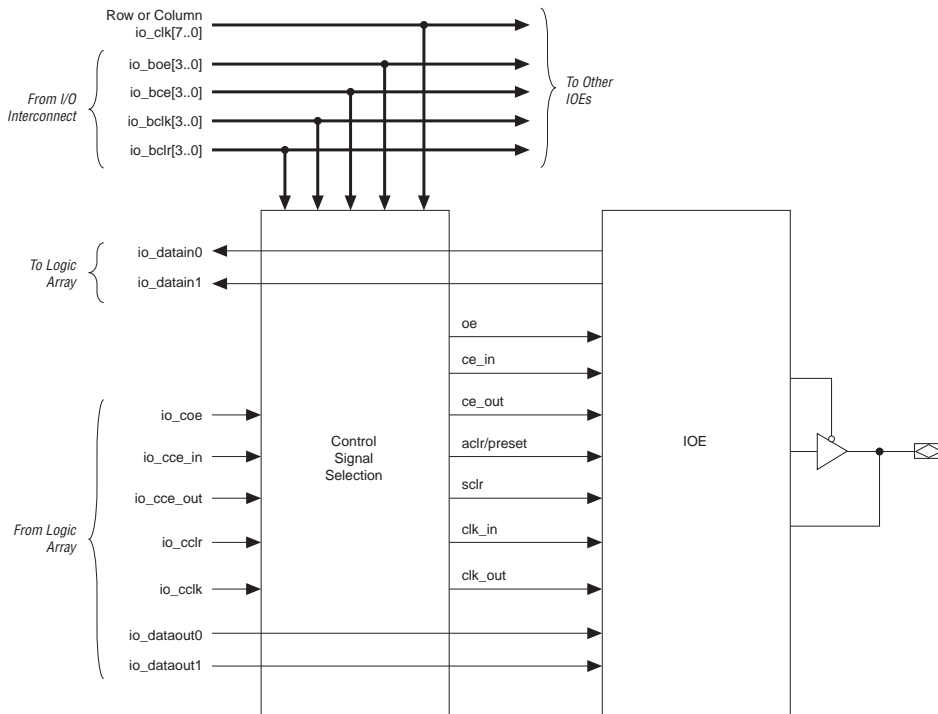 Row or Column
io_clk[7..0]
io_boe[3..0]
From I/O
Interconnect
io_bce[3..0]
To Other
IOEs
io_bclk[3..0]
io_bclr[3..0]
To Logic
Array
io_datain0
io_datain1
oe
ce_in
io_coe
ce_out
io_cce_in
Control
Signal
Selection
aclr/preset
IOE
io_cce_out
sclr
From Logic
Array
io_cclr
clk_in
io_cclk
clk_out
io_dataout0
io_dataout1